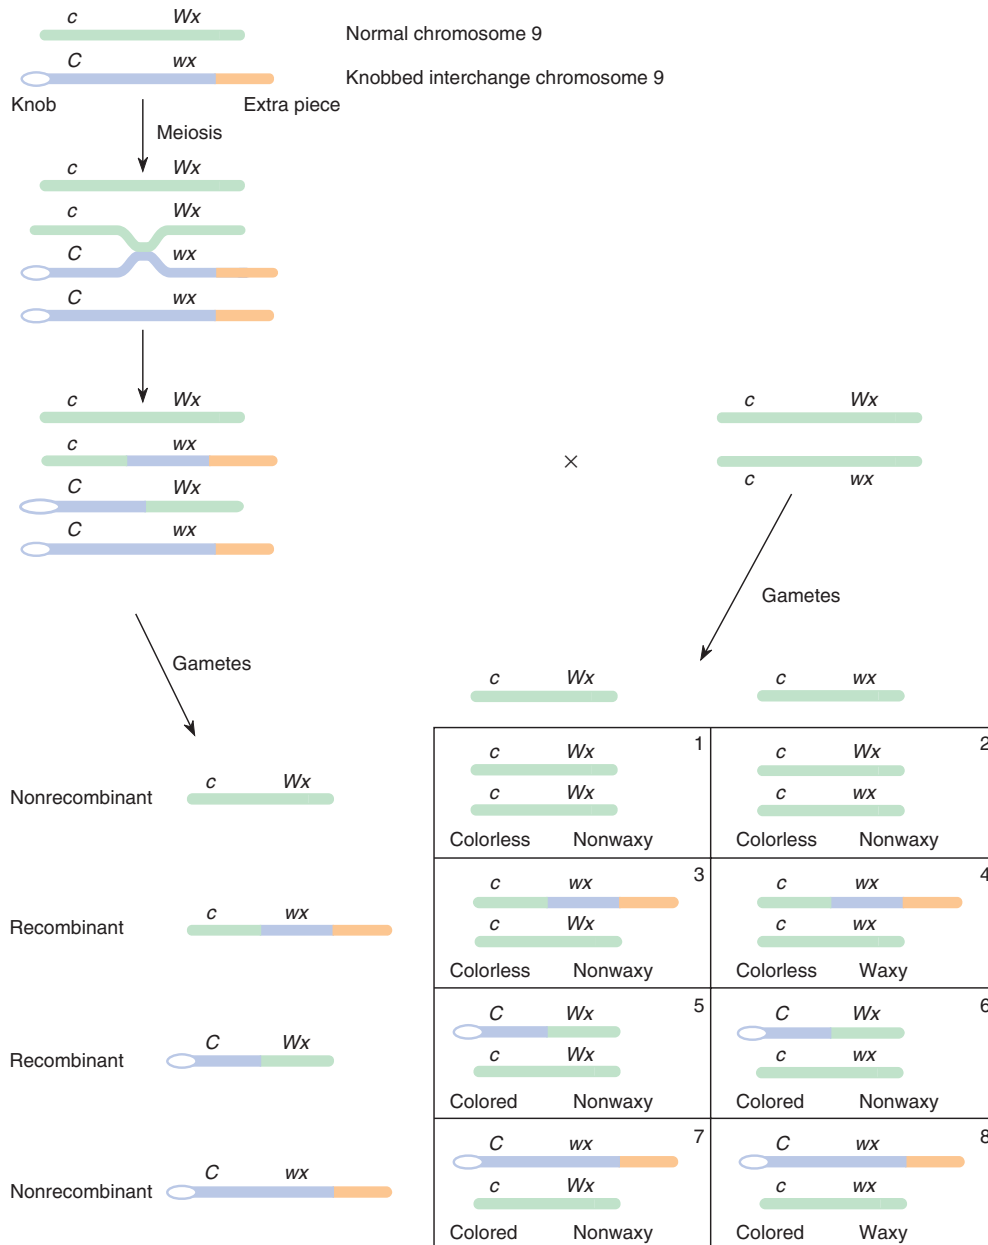 c Wx
Normal chromosome 9
C wx
Knobbed interchange chromosome 9
Knob Extra piece
Meiosis
c Wx
c Wx
C wx
C wx
c Wx
c wx
C Wx
C wx
×
c Wx
c wx
Gametes
Gametes
c Wx c wx
Nonrecombinant c Wx
1
c Wx
c Wx
Colorless Nonwaxy
2
c Wx
c wx
Colorless Nonwaxy
Recombinant c wx
3
c wx
c Wx
Colorless Nonwaxy
4
c wx
c wx
Colorless Waxy
Recombinant C Wx
5
C Wx
c Wx
Colored Nonwaxy
6
C Wx
c wx
Colored Nonwaxy
Nonrecombinant C wx
7
C wx
c Wx
Colored Nonwaxy
8
C wx
c wx
Colored Waxy